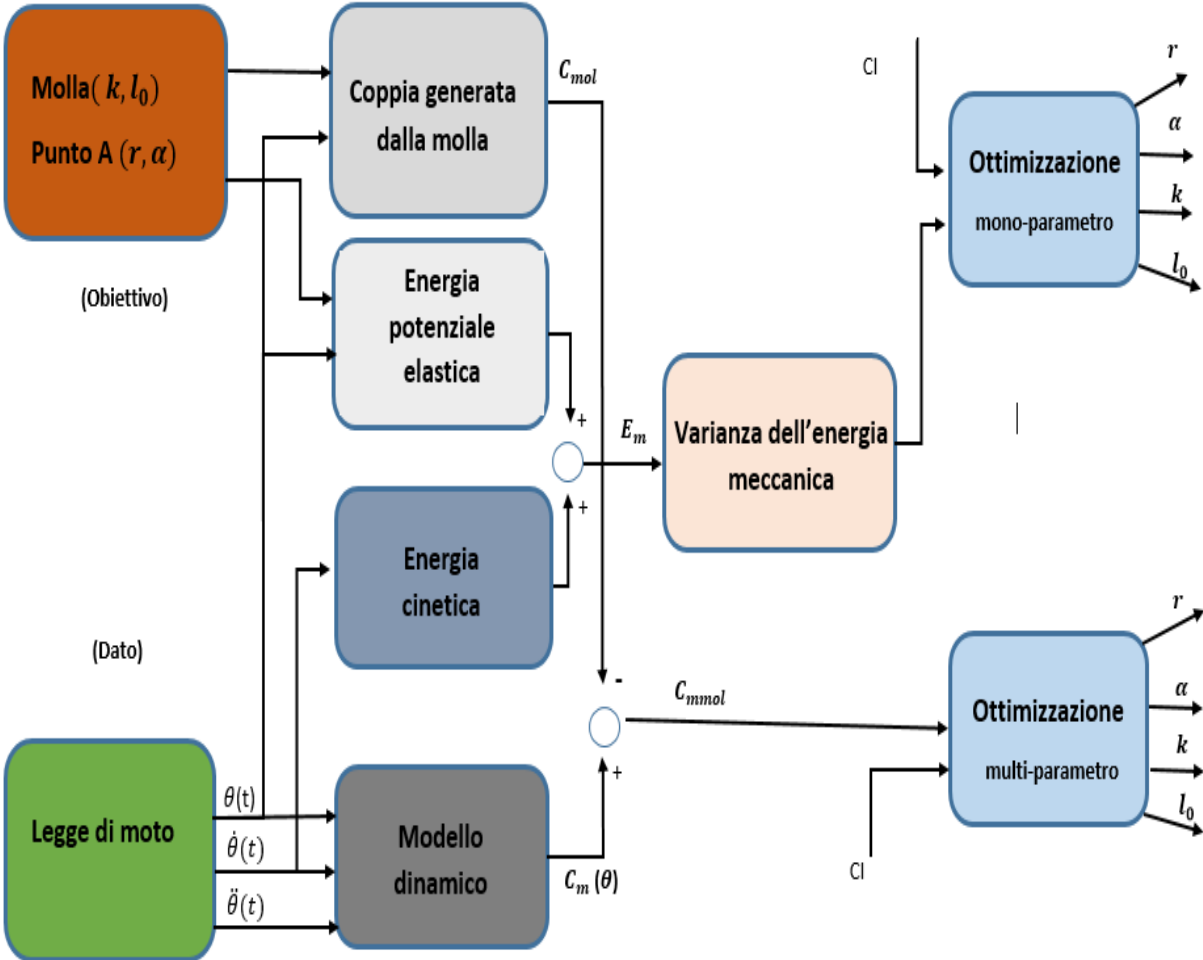 Molla( k, l₀)
Punto A (r, α)
(Obiettivo)
Coppia generata
dalla molla
C_mol
Energia
potenziale
elastica
+
E_m
Varianza dell’energia
meccanica
CI
Ottimizzazione
mono-parametro
r
α
k
l₀
Energia
cinetica
+
(Dato)
Legge di moto
θ(t)
θ̇(t)
θ̈(t)
Modello
dinamico
C_m (θ)
-
+
C_mmol
CI
Ottimizzazione
multi-parametro
r
α
k
l₀